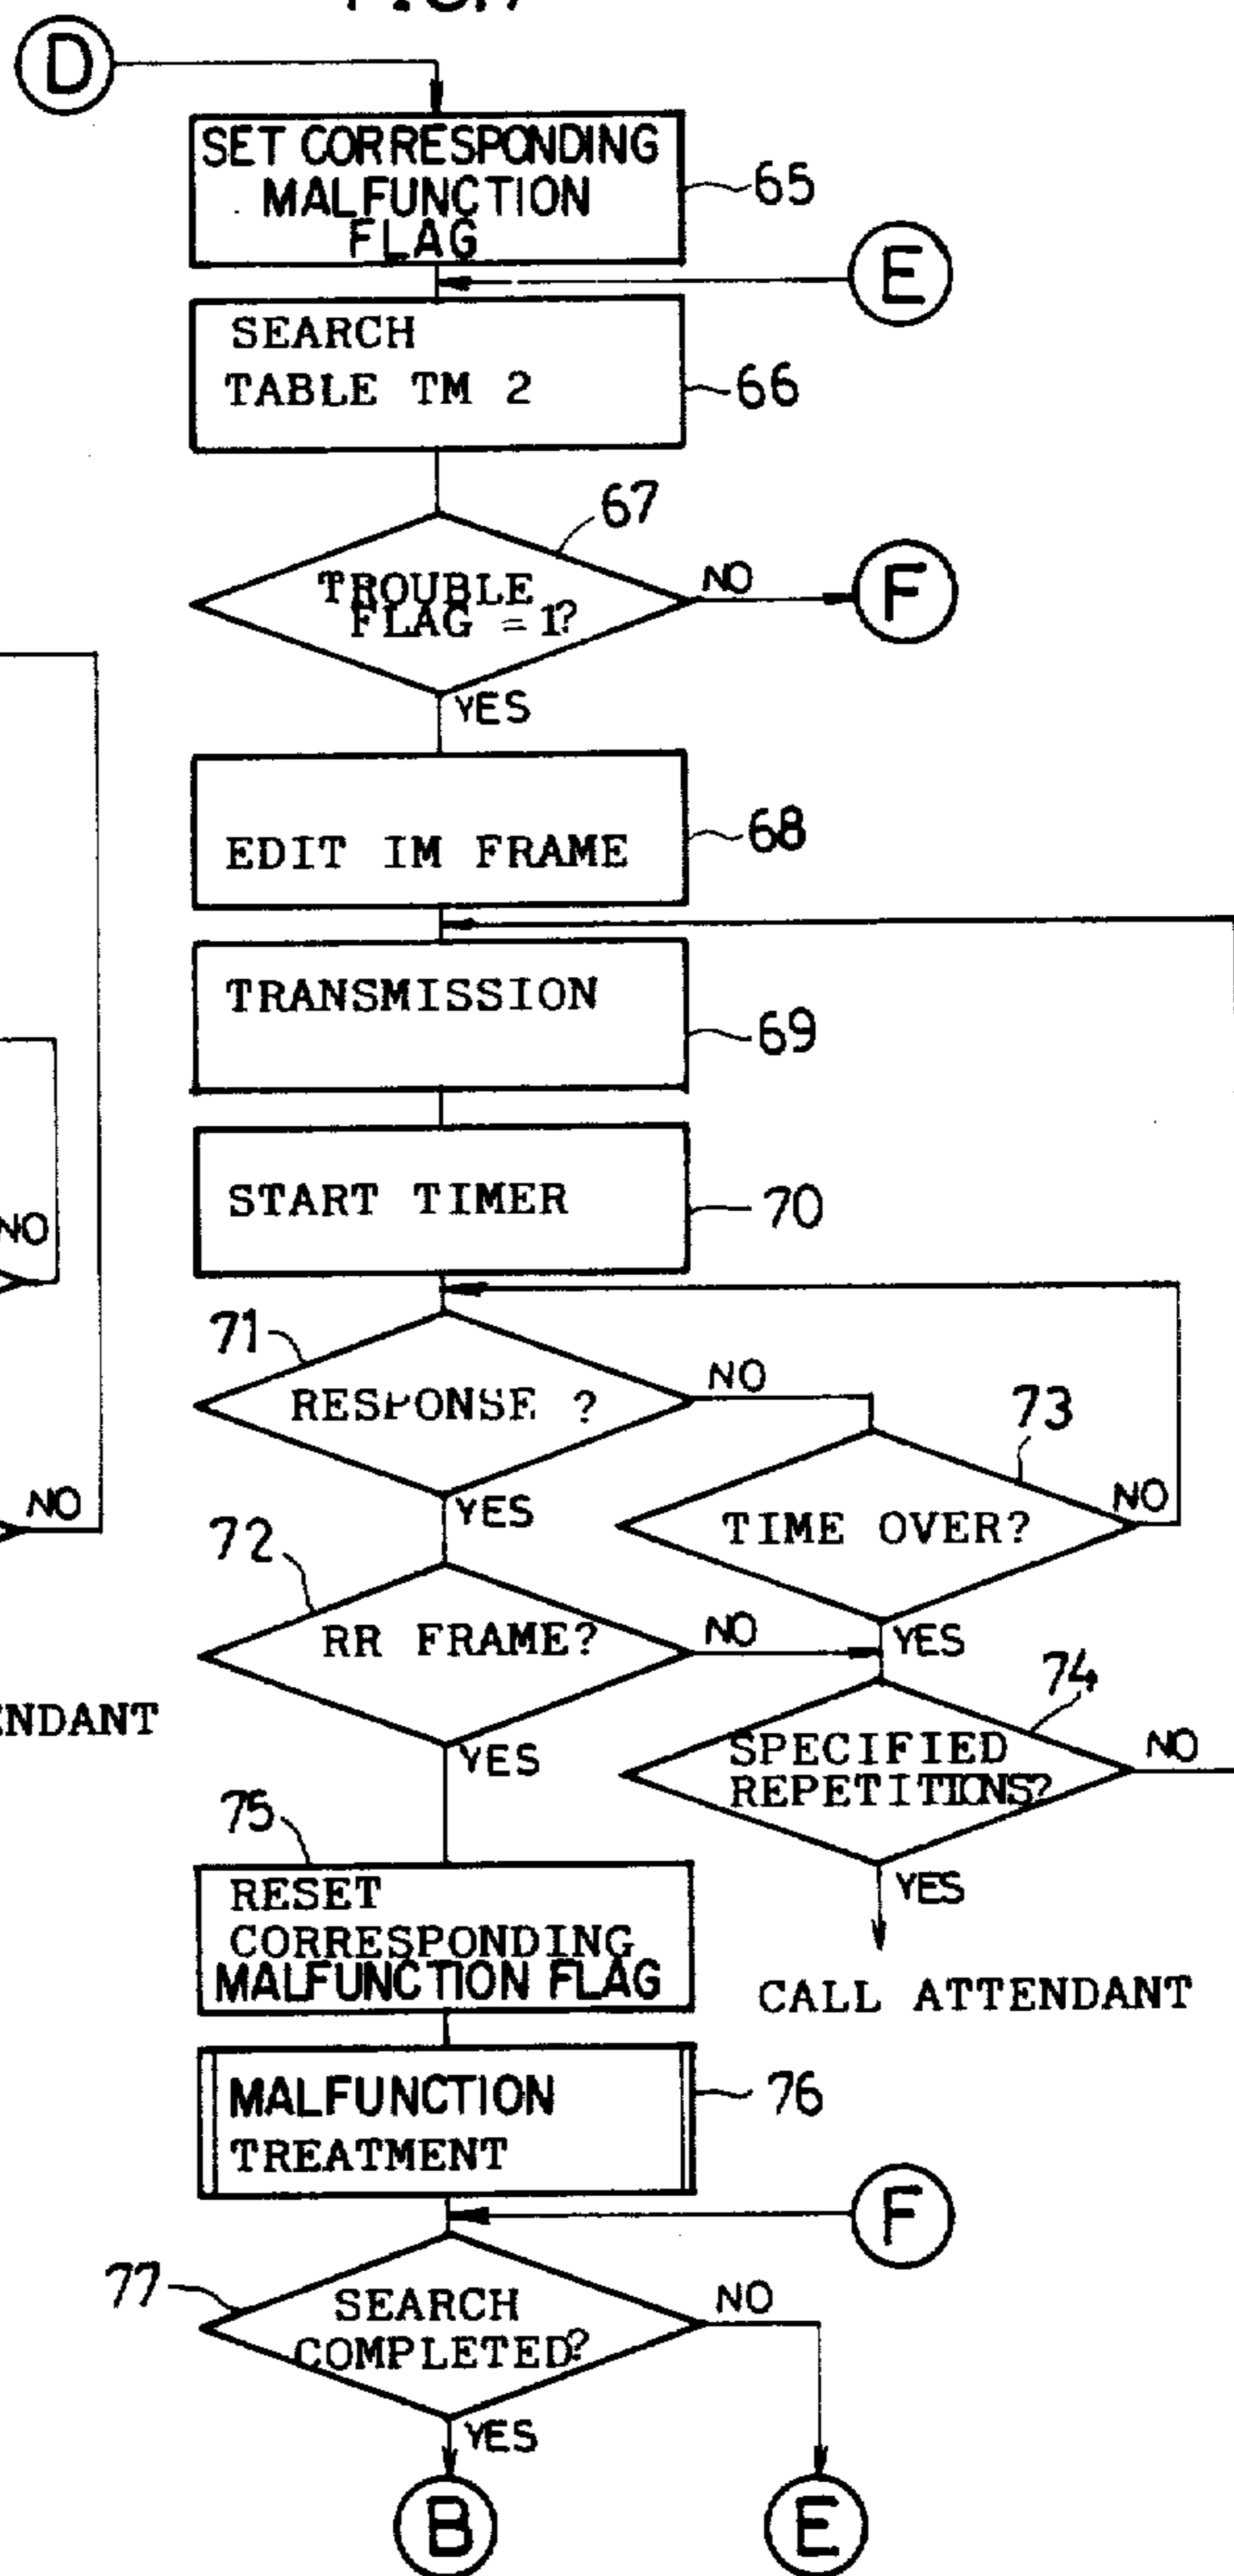 D
SET CORRESPONDING
MALFUNCTION
FLAG
65
E
SEARCH
TABLE TM 2
66
67
TROUBLE
FLAG = 1?
NO
F
YES
EDIT IM FRAME
68
TRANSMISSION
69
START TIMER
70
NO
71
RESPONSE ?
NO
73
YES
TIME OVER?
NO
NO
72
RR FRAME?
NO
YES
ENDANT
YES
74
SPECIFIED
REPETITIONS?
NO
75
RESET
CORRESPONDING
MALFUNCTION FLAG
YES
CALL ATTENDANT
MALFUNCTION
TREATMENT
76
F
77
SEARCH
COMPLETED?
NO
YES
B
E